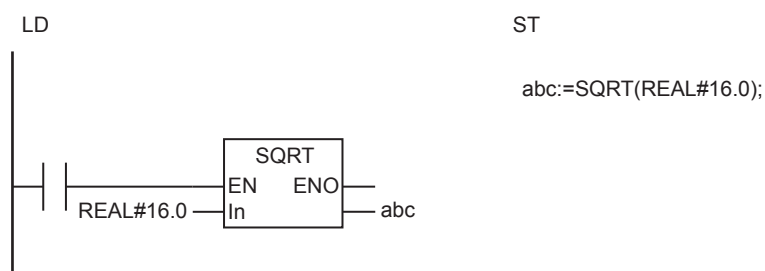 LD
ST
abc:=SQRT(REAL#16.0);
SQRT
EN ENO
REAL#16.0 In abc